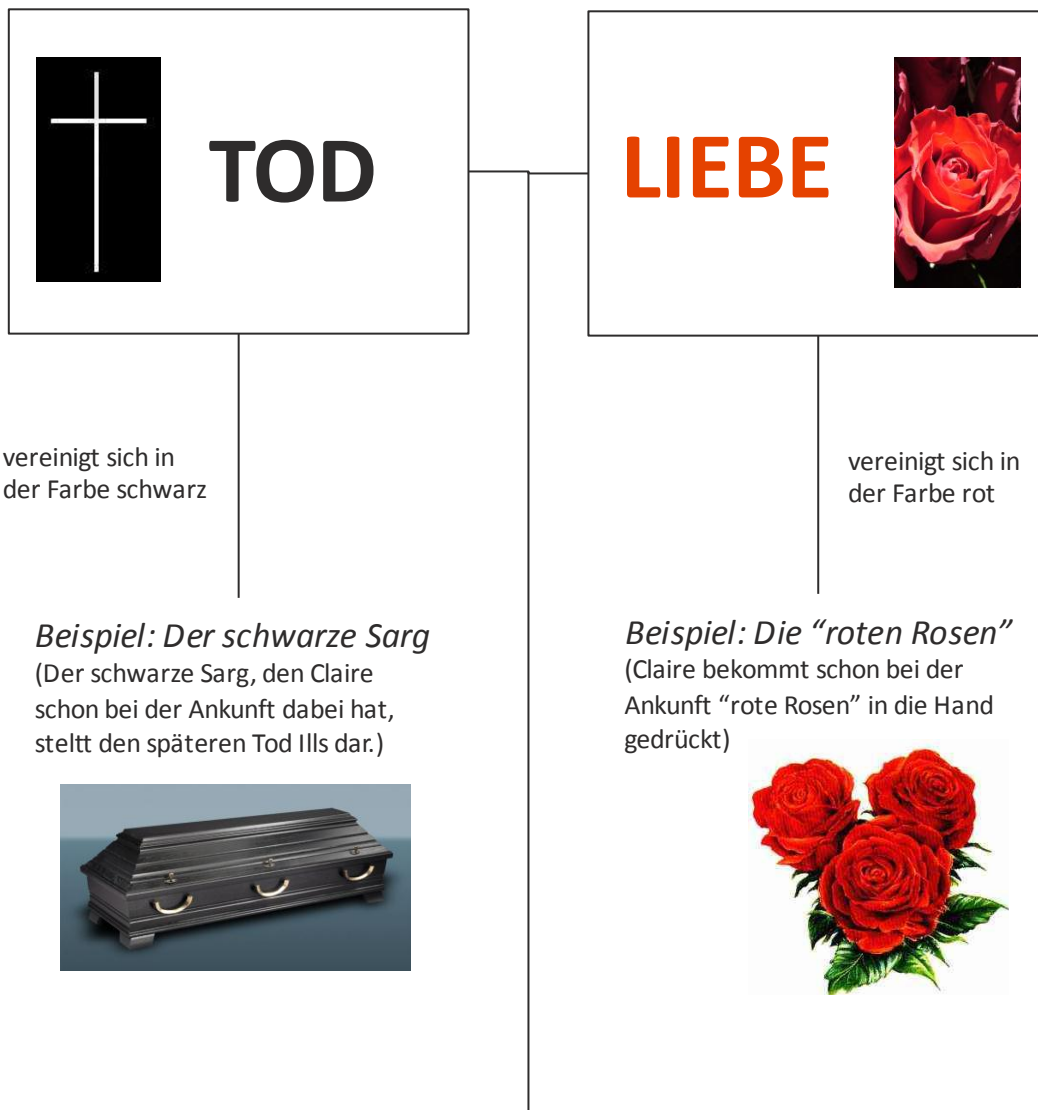 TOD
LIEBE
vereinigt sich in
der Farbe schwarz
vereinigt sich in
der Farbe rot
Beispiel: Der schwarze Sarg
(Der schwarze Sarg, den Claire
schon bei der Ankunft dabei hat,
steltt den späteren Tod Ills dar.)
Beispiel: Die “roten Rosen”
(Claire bekommt schon bei der
Ankunft “rote Rosen” in die Hand
gedrückt)